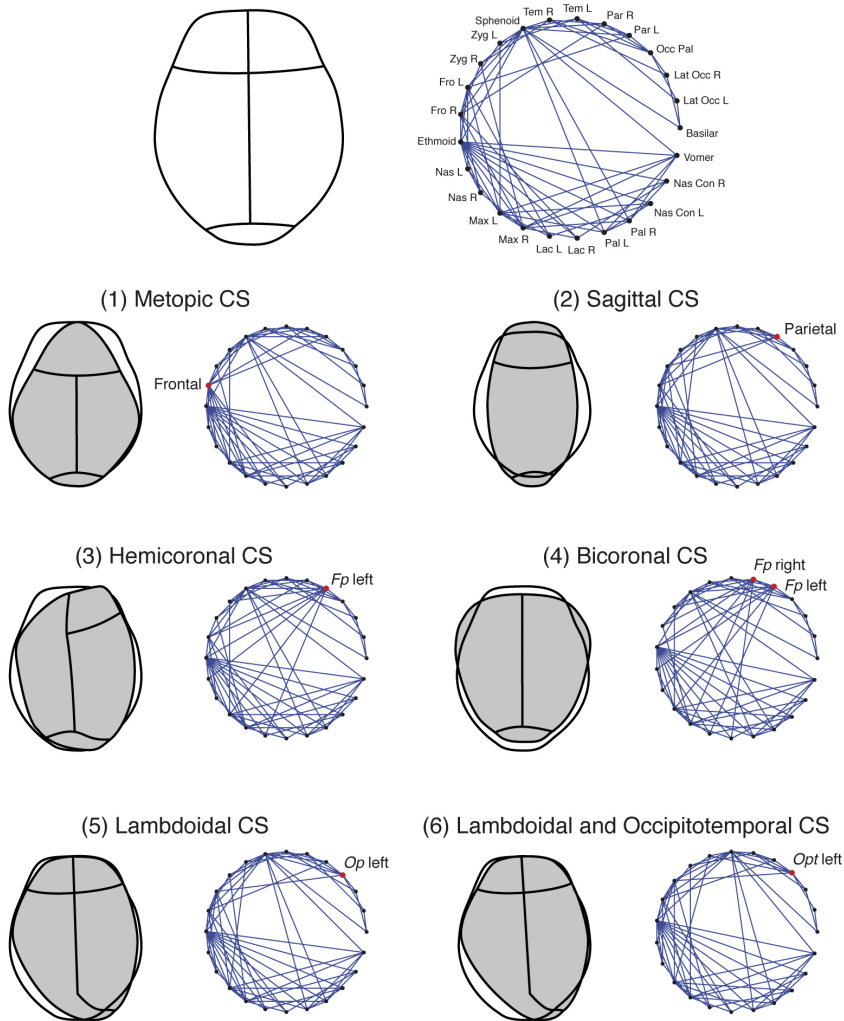 Tem L
Tem R
Par R
Sphenoid
Par L
Zyg L
Occ Pal
Zyg R
Lat Occ R
Fro L
Lat Occ L
Fro R
Basilar
Ethmoid
Vomer
Nas L
Nas Con R
Nas R
Nas Con L
Max L
Pal R
Max R
Lac L
Lac R
Pal L
(1) Metopic CS
(2) Sagittal CS
Frontal
Parietal
(3) Hemicoronal CS
(4) Bicoronal CS
Fp left
Fp right
Fp left
(5) Lambdoidal CS
(6) Lambdoidal and Occipitotemporal CS
Op left
Opt left